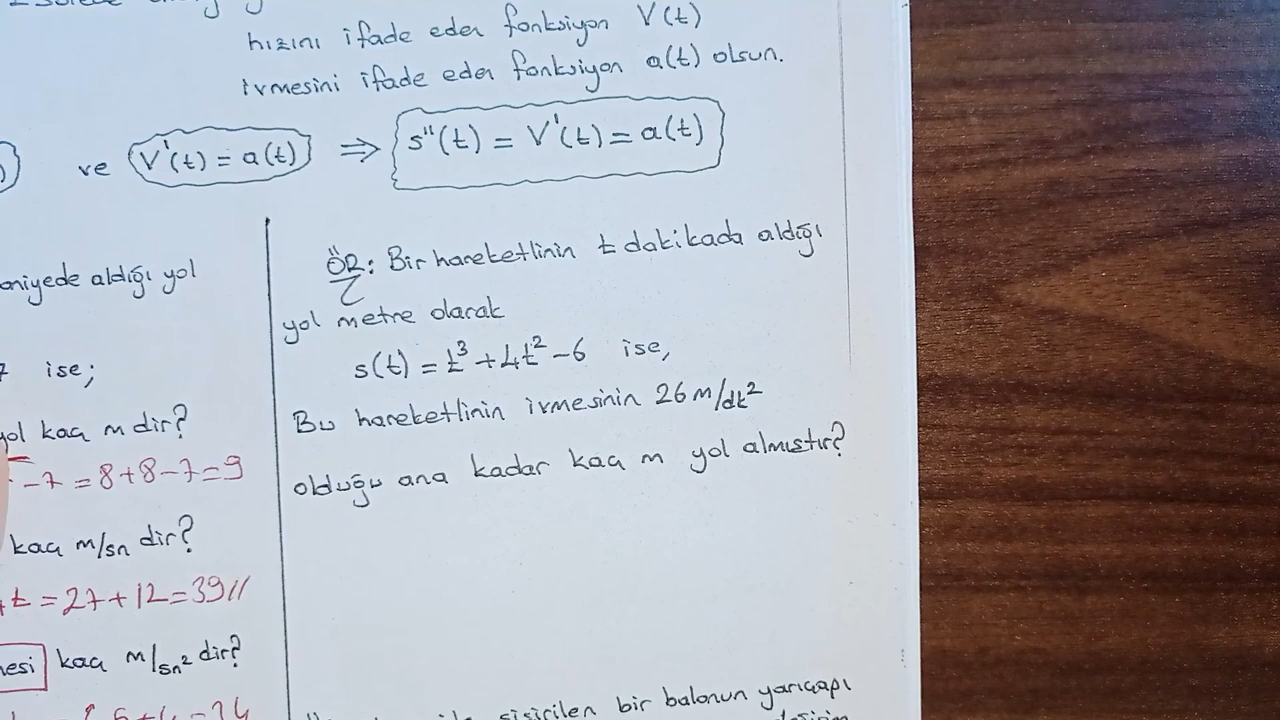 hızını ifade eden fonksiyon V(t)
ivmesini ifade eden fonksiyon a(t) olsun.
ve V'(t) = a(t) ⇒ s''(t) = V'(t) = a(t)
aldığı yol
ise;
yol kaç m dir?
-7 = 8+8-7=9
kaç m/sn dir?
t = 27+12=39//
kaç m/sn² dir?
ÖR: Bir hareketlinin t dakikada aldığı
yol metre olarak
s(t) = t³ + 4t² - 6 ise,
Bu hareketlinin ivmesinin 26 m/dk²
olduğu ana kadar kaç m yol almıştır?
şişirilen bir balonun yarıçapı